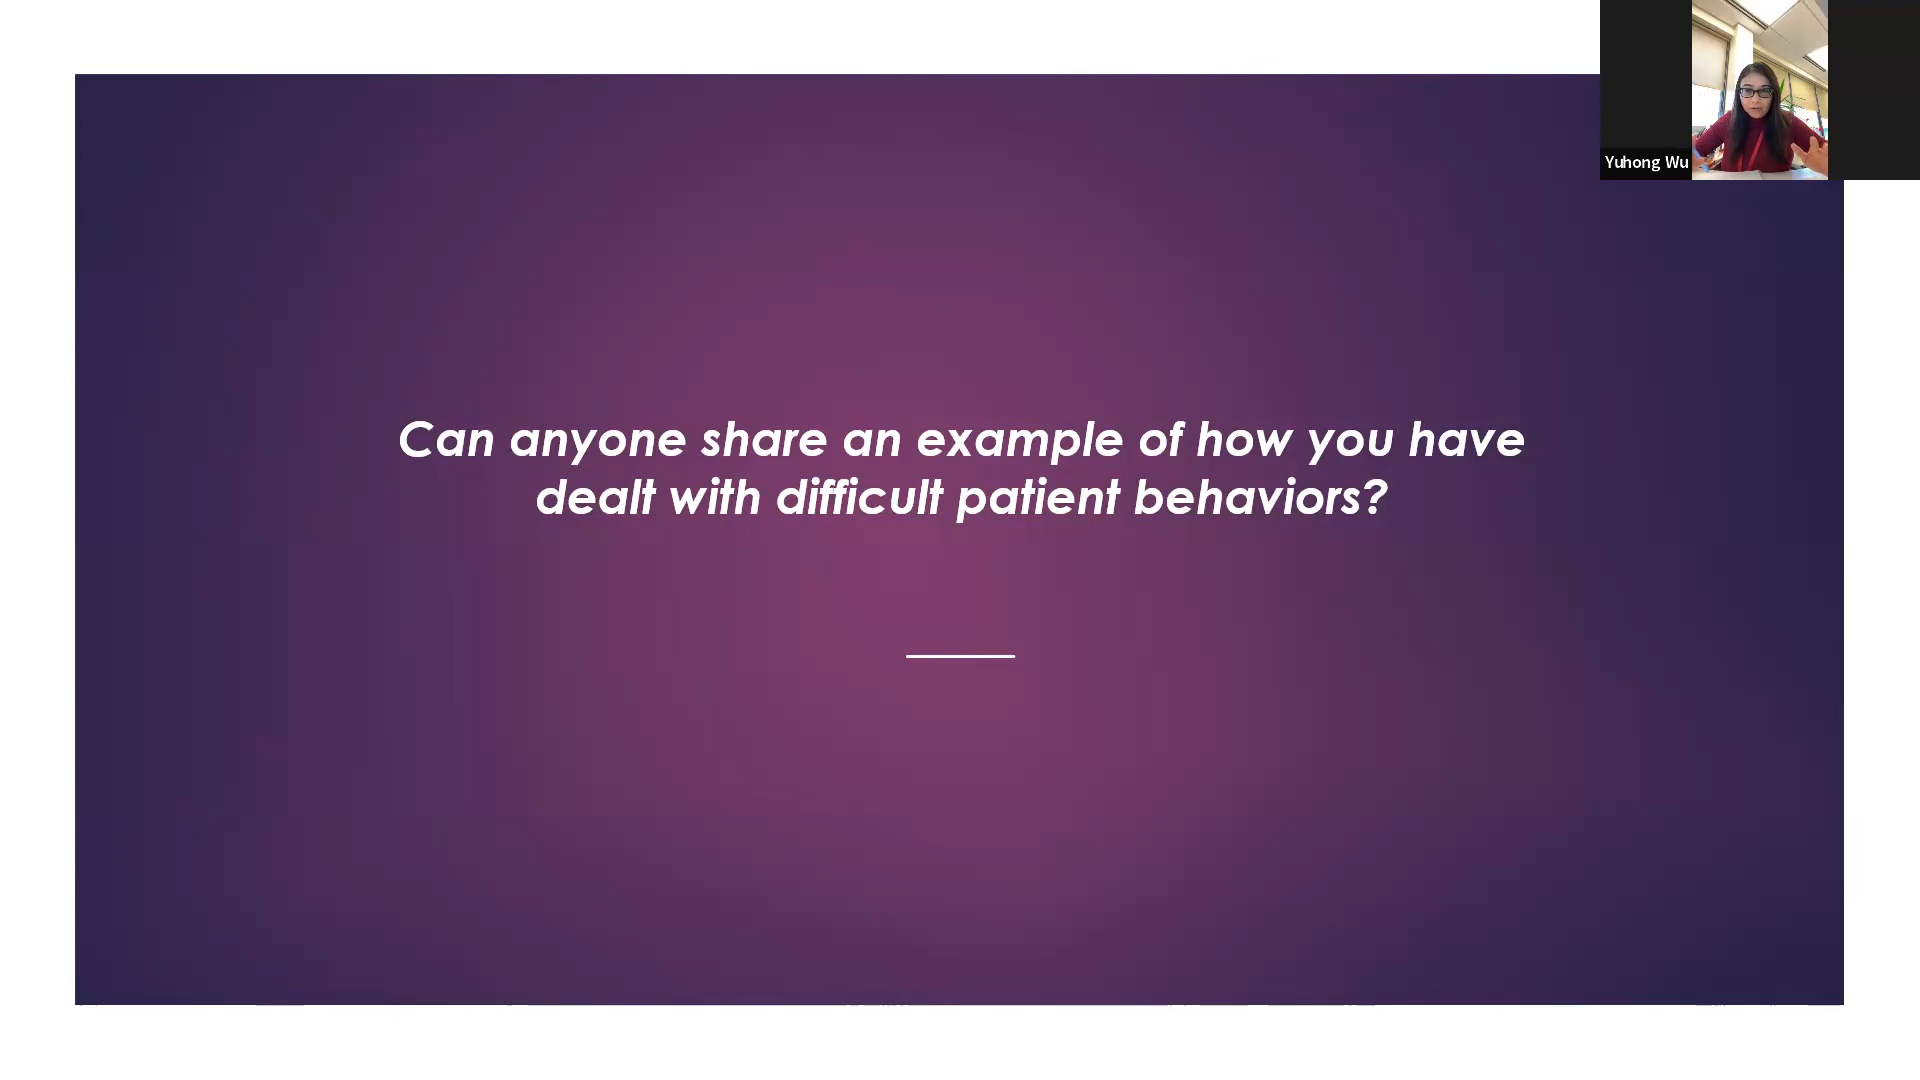 Yuhong Wu
Can anyone share an example of how you have
dealt with difficult patient behaviors?